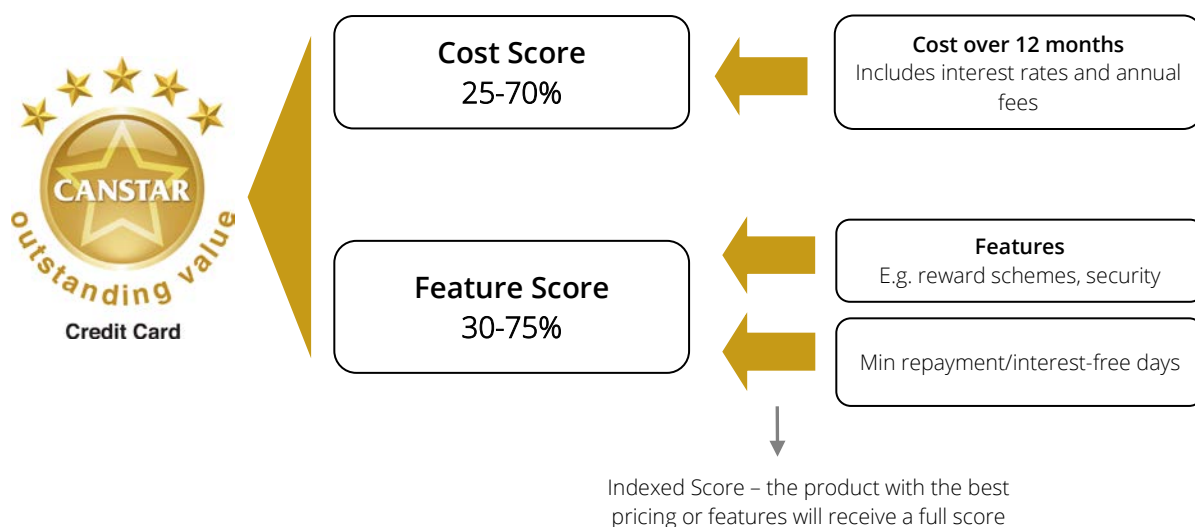 CANSTAR
outstanding value
Credit Card
Cost Score
25-70%
Cost over 12 months
Includes interest rates and annual
fees
Feature Score
30-75%
Features
E.g. reward schemes, security
Min repayment/interest-free days
Indexed Score – the product with the best
pricing or features will receive a full score